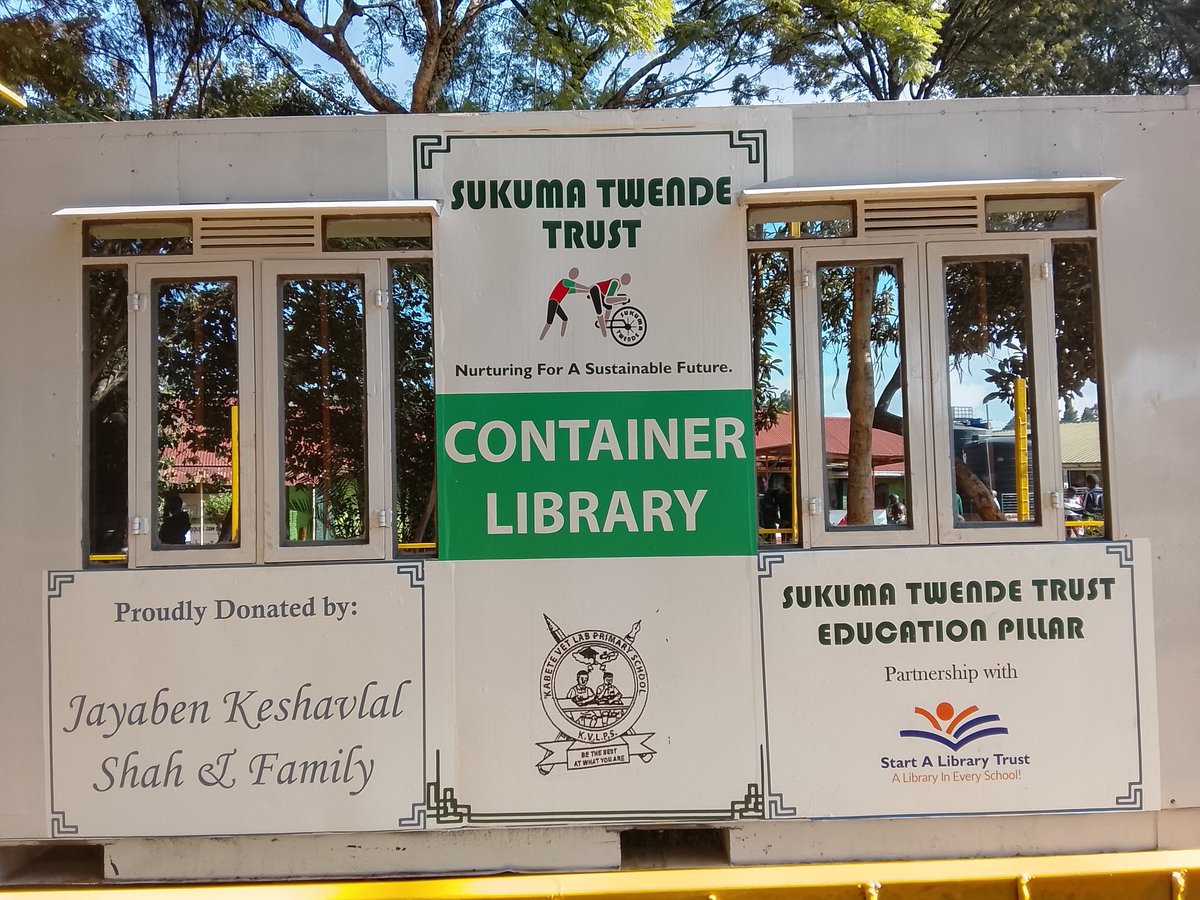 SUKUMA TWENDE
TRUST
SUKUMA
TWENDE
Nurturing For A Sustainable Future.
CONTAINER
LIBRARY
Proudly Donated by:
Jayaben Keshavlal
Shah & Family
KABETE VET LAB PRIMARY SCHOOL
K.V.L.P.S.
BE THE BEST
AT WHAT YOU ARE
SUKUMA TWENDE TRUST
EDUCATION PILLAR
Partnership with
Start A Library Trust
A Library In Every School!